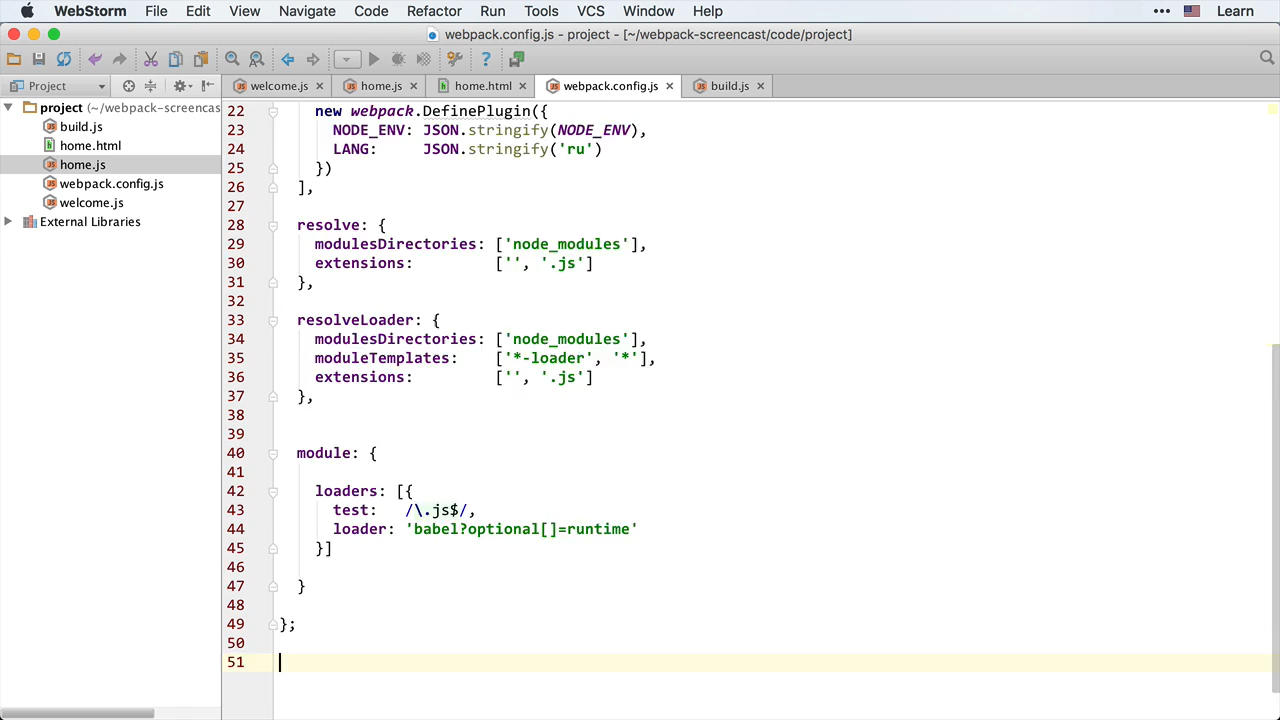 WebStorm File Edit View Navigate Code Refactor Run Tools VCS Window Help ••• Learn
webpack.config.js - project - [~/webpack-screencast/code/project]
Project welcome.js × home.js × home.html × webpack.config.js × build.js ×
project (~/webpack-screencas
build.js
home.html
home.js
webpack.config.js
welcome.js
External Libraries
22 new webpack.DefinePlugin({
23 NODE_ENV: JSON.stringify(NODE_ENV),
24 LANG: JSON.stringify('ru')
25 })
26 ],
27
28 resolve: {
29 modulesDirectories: ['node_modules'],
30 extensions: ['', '.js']
31 },
32
33 resolveLoader: {
34 modulesDirectories: ['node_modules'],
35 moduleTemplates: ['*-loader', '*'],
36 extensions: ['', '.js']
37 },
38
39
40 module: {
41
42 loaders: [{
43 test: /\.js$/,
44 loader: 'babel?optional[]=runtime'
45 }]
46
47 }
48
49 };
50
51